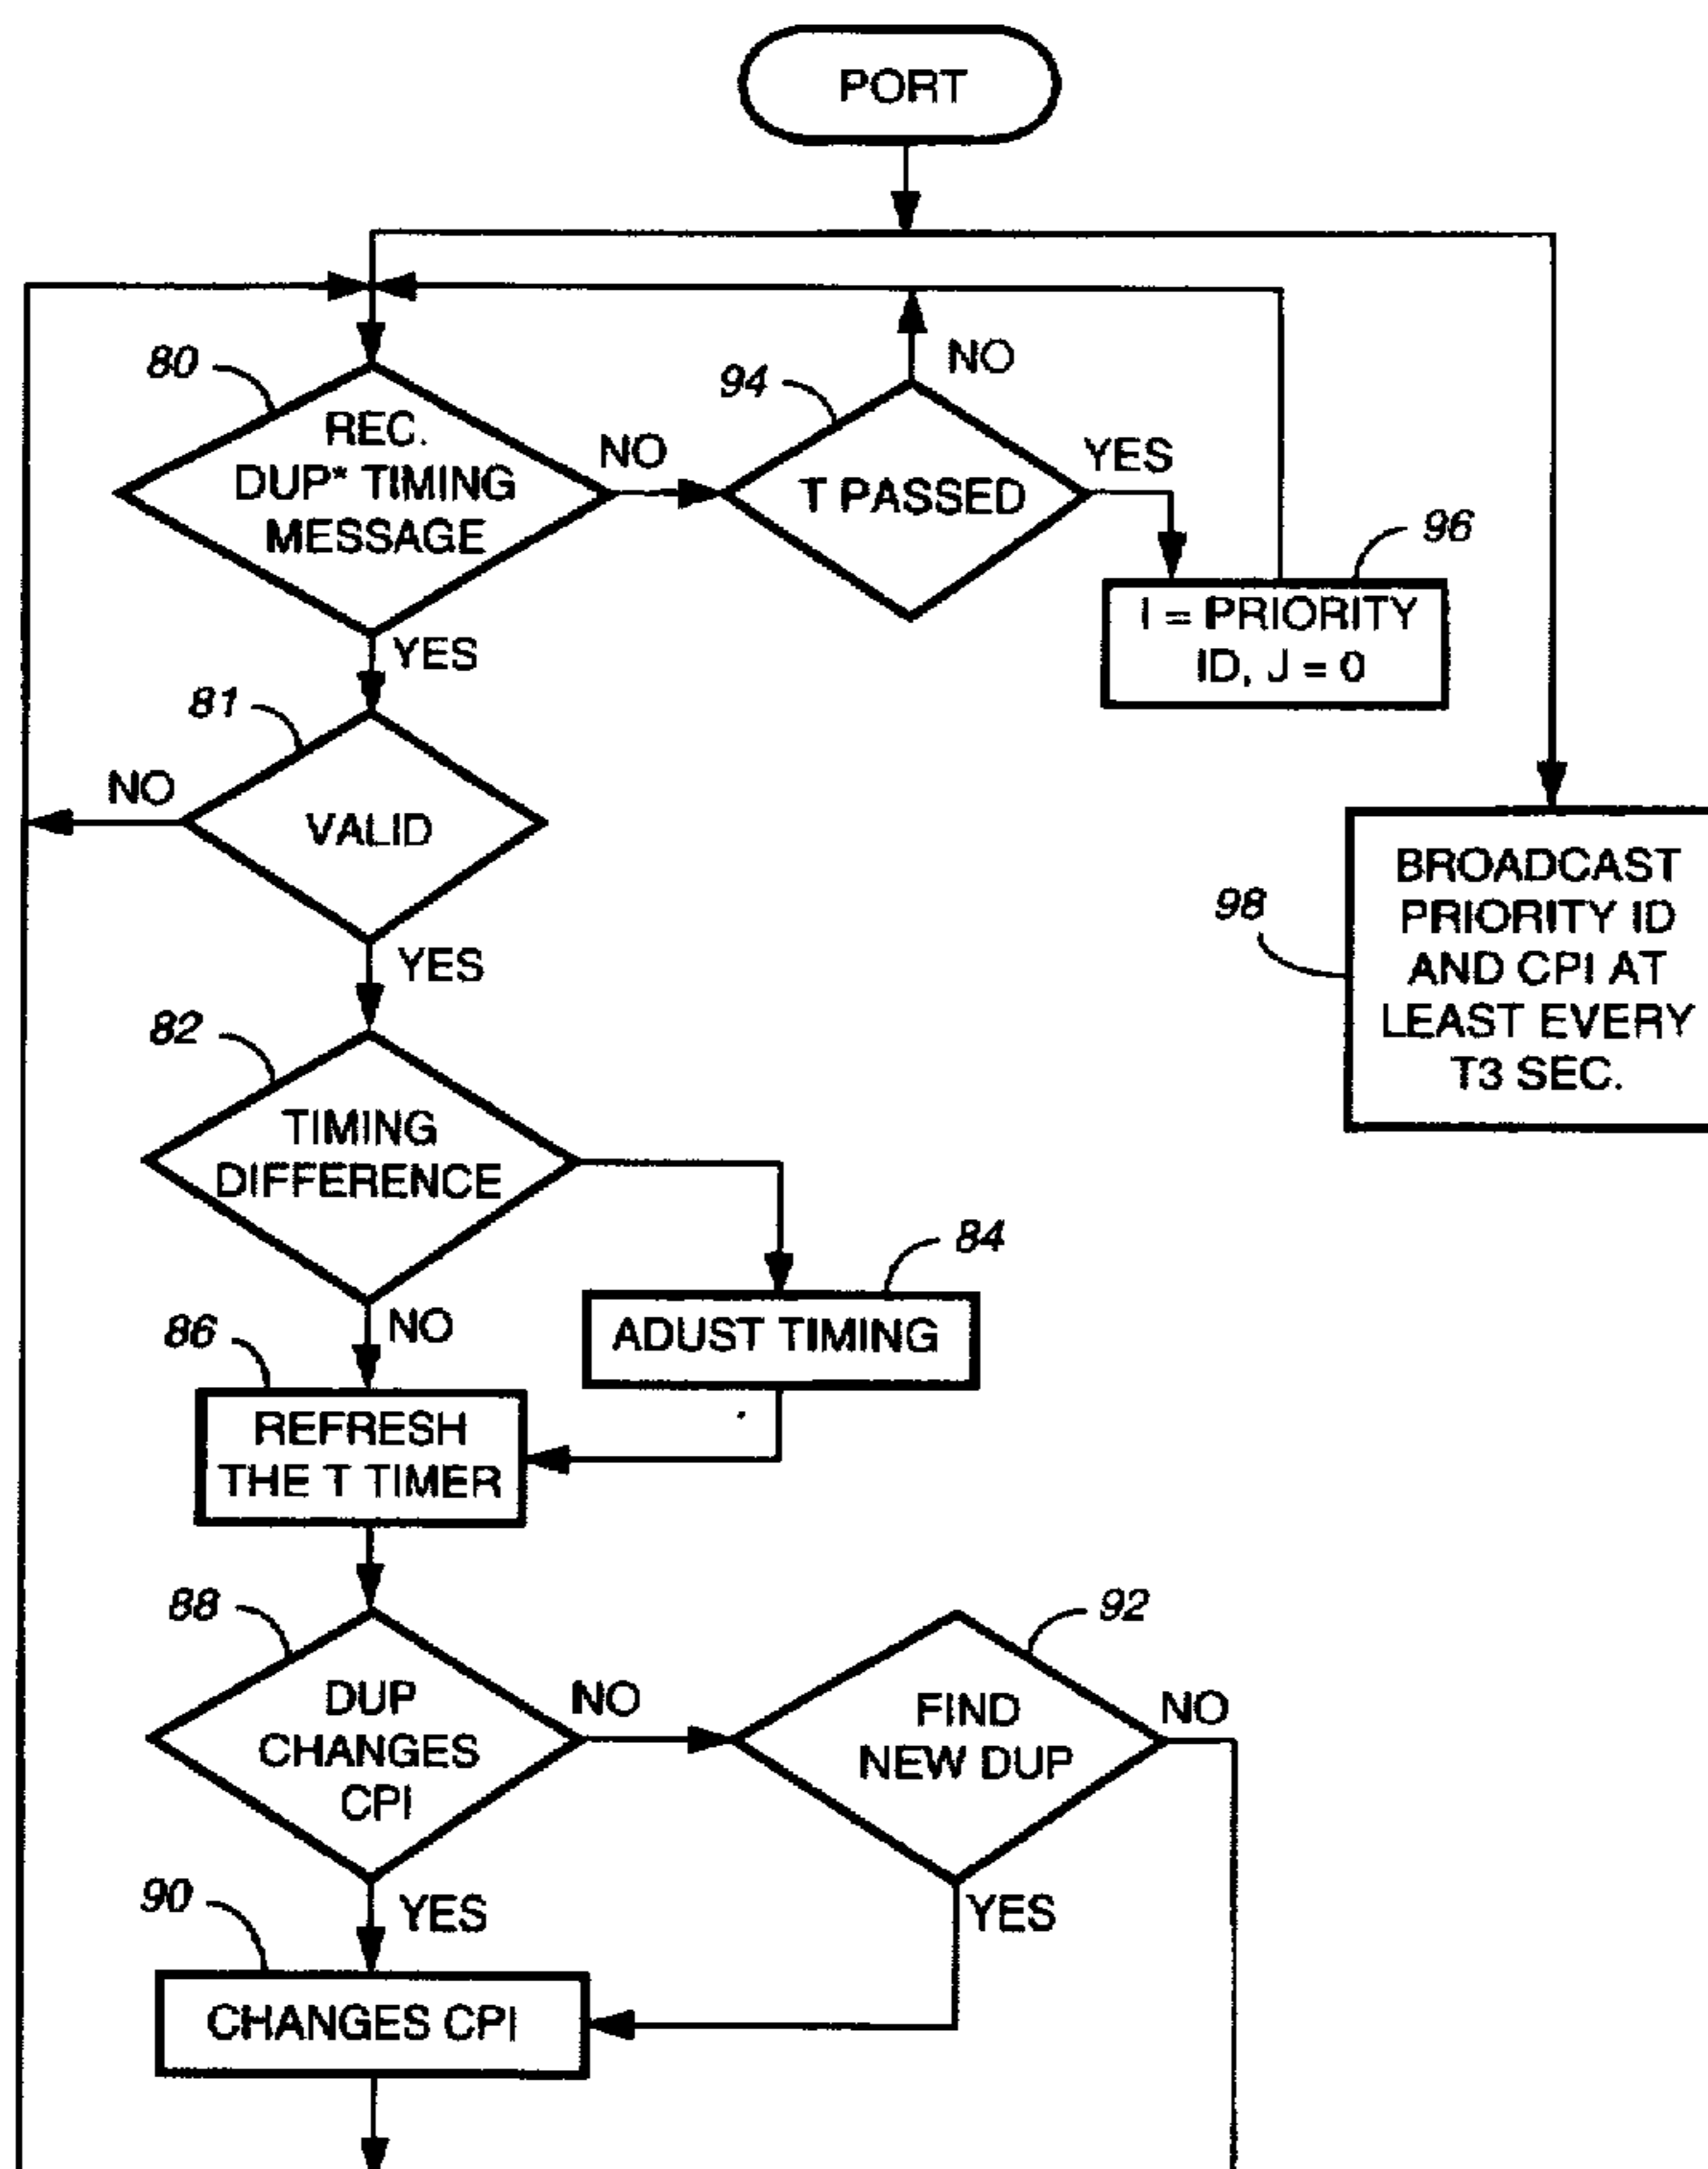 PORT
80
REC.
DUP* TIMING
MESSAGE
NO
94
T PASSED
NO
YES
96
I = PRIORITY
ID, J = 0
YES
81
VALID
NO
YES
98
BROADCAST
PRIORITY ID
AND CPI AT
LEAST EVERY
T3 SEC.
82
TIMING
DIFFERENCE
84
ADUST TIMING
NO
86
REFRESH
THE T TIMER
88
DUP
CHANGES
CPI
NO
92
FIND
NEW DUP
NO
YES
YES
90
CHANGES CPI